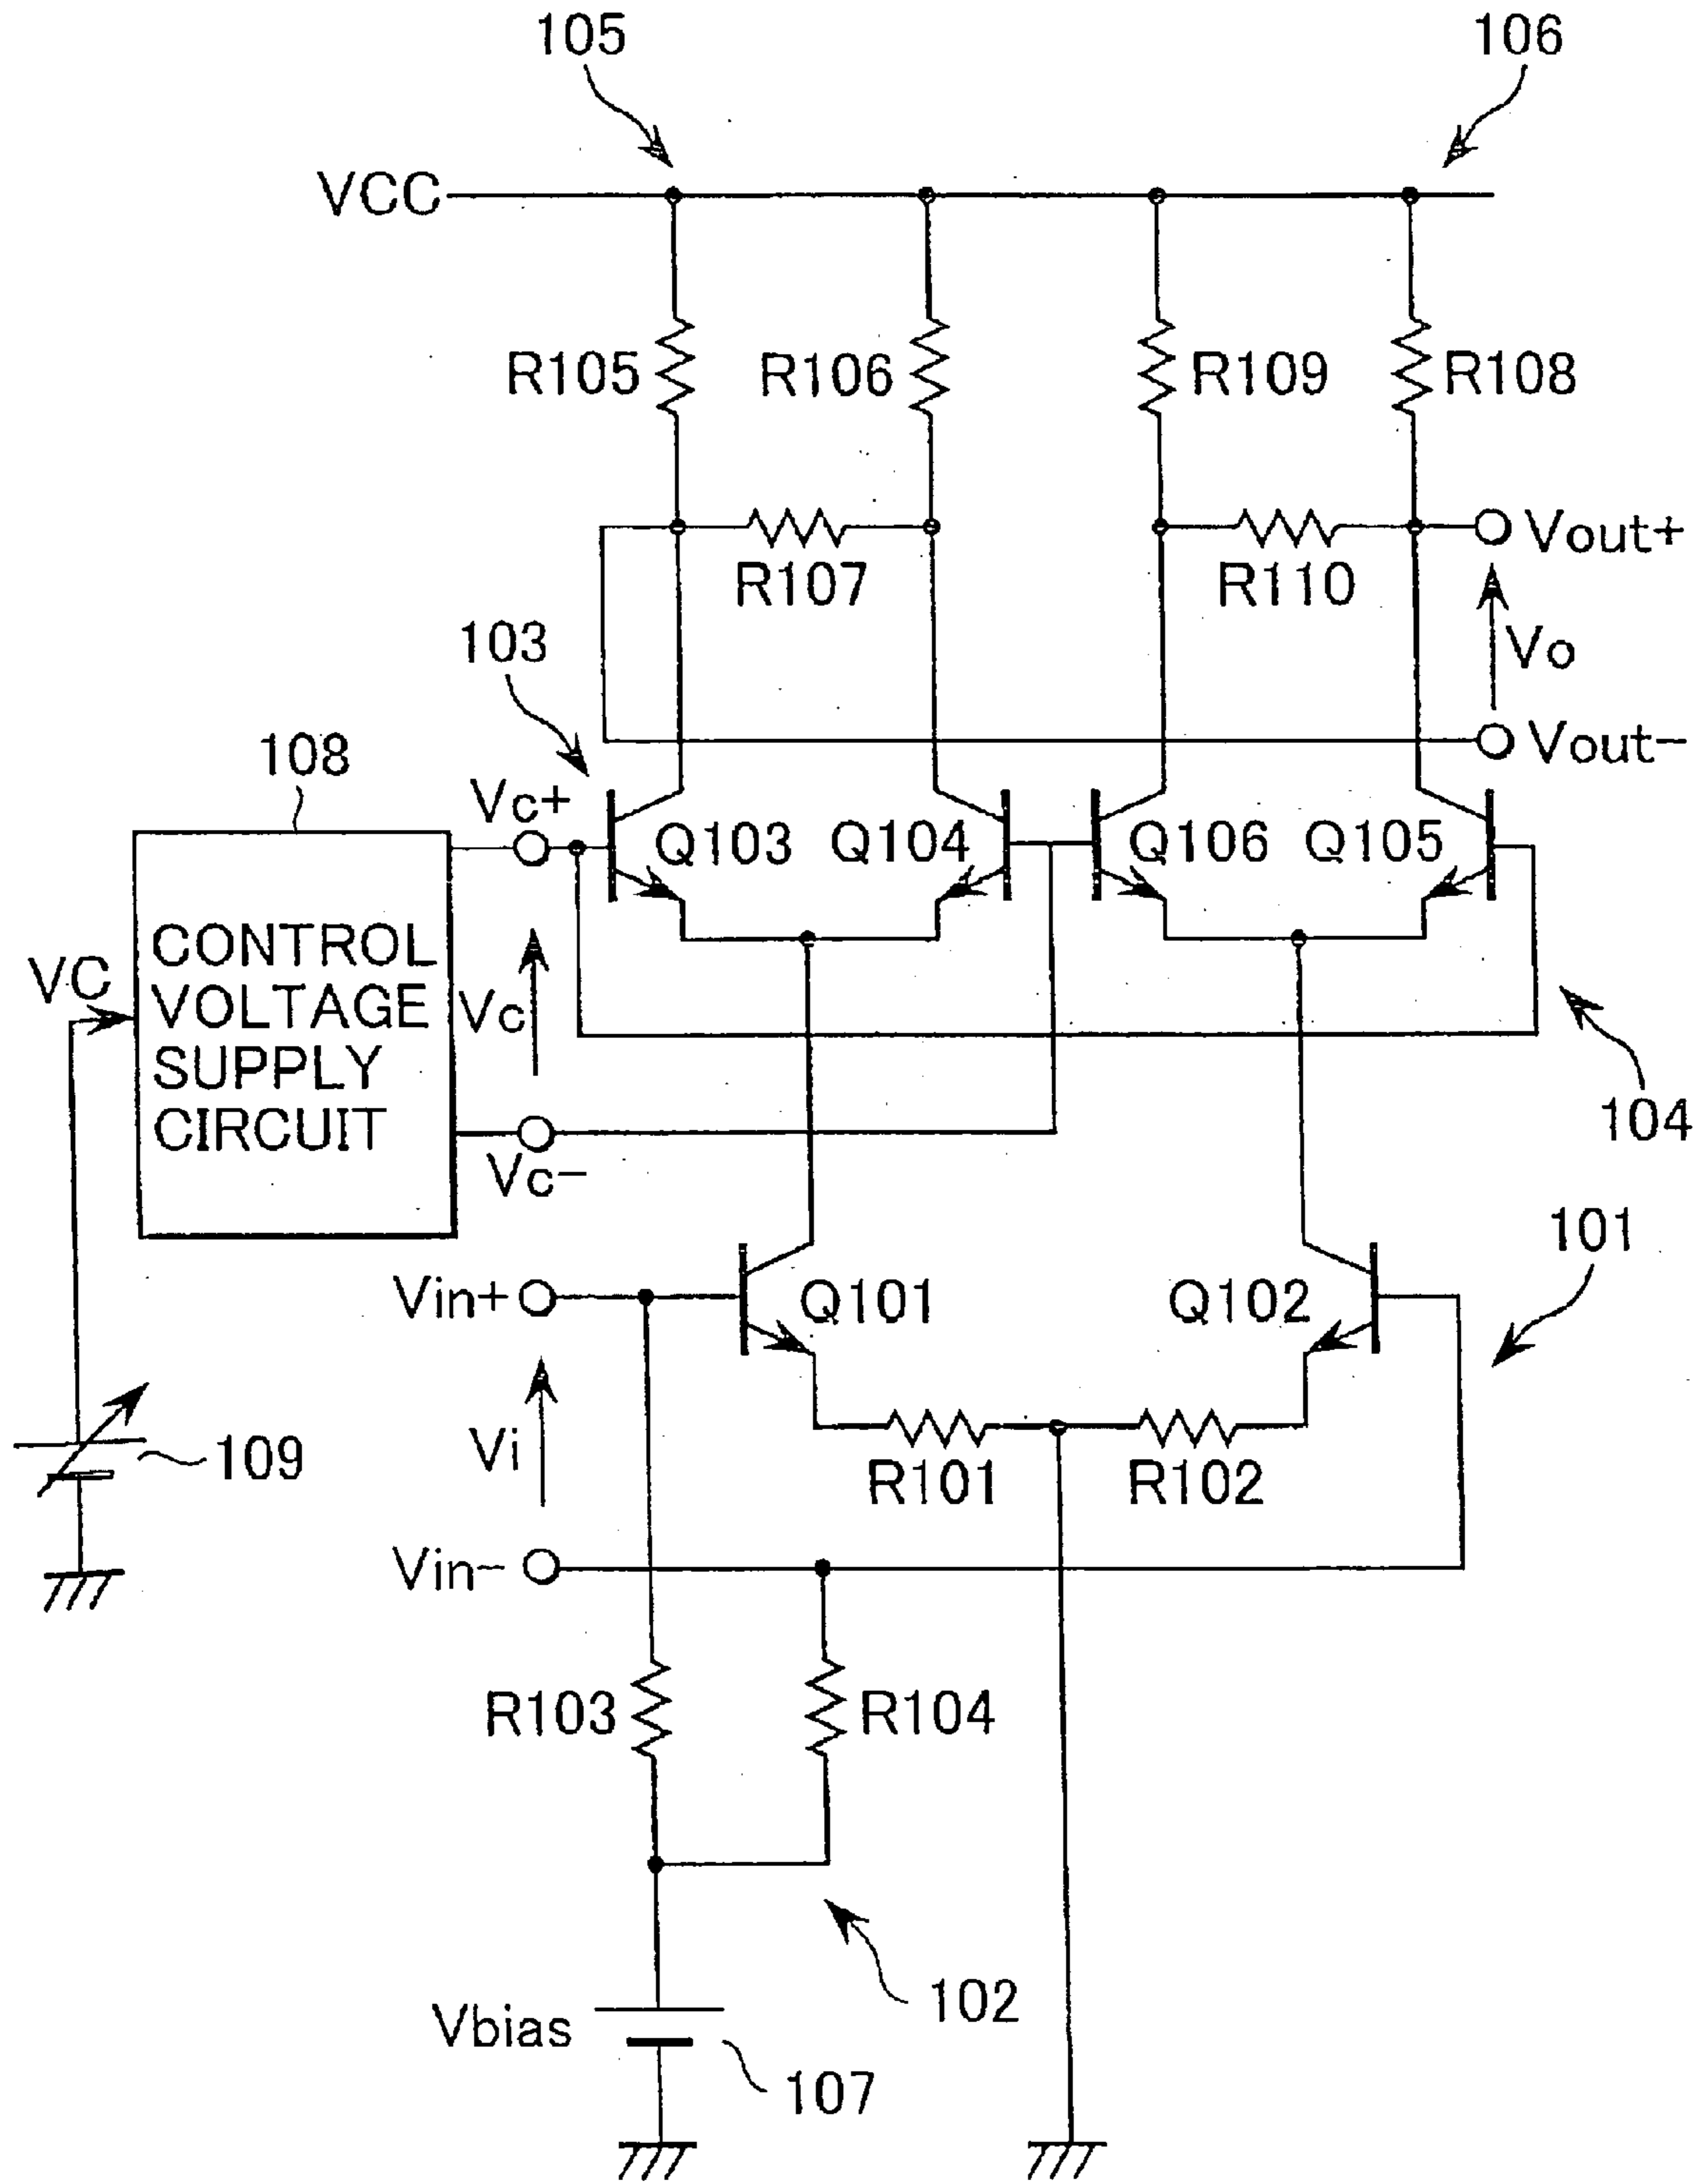 105
106
VCC
R105
R106
R109
R108
Vout+
R107
R110
103
Vo
108
Vc+
Vout−
Q103
Q104
Q106
Q105
CONTROL
VOLTAGE
SUPPLY
CIRCUIT
VC
Vc
104
Vc−
101
Vin+
Q101
Q102
109
Vi
R101
R102
Vin−
R103
R104
102
Vbias
107